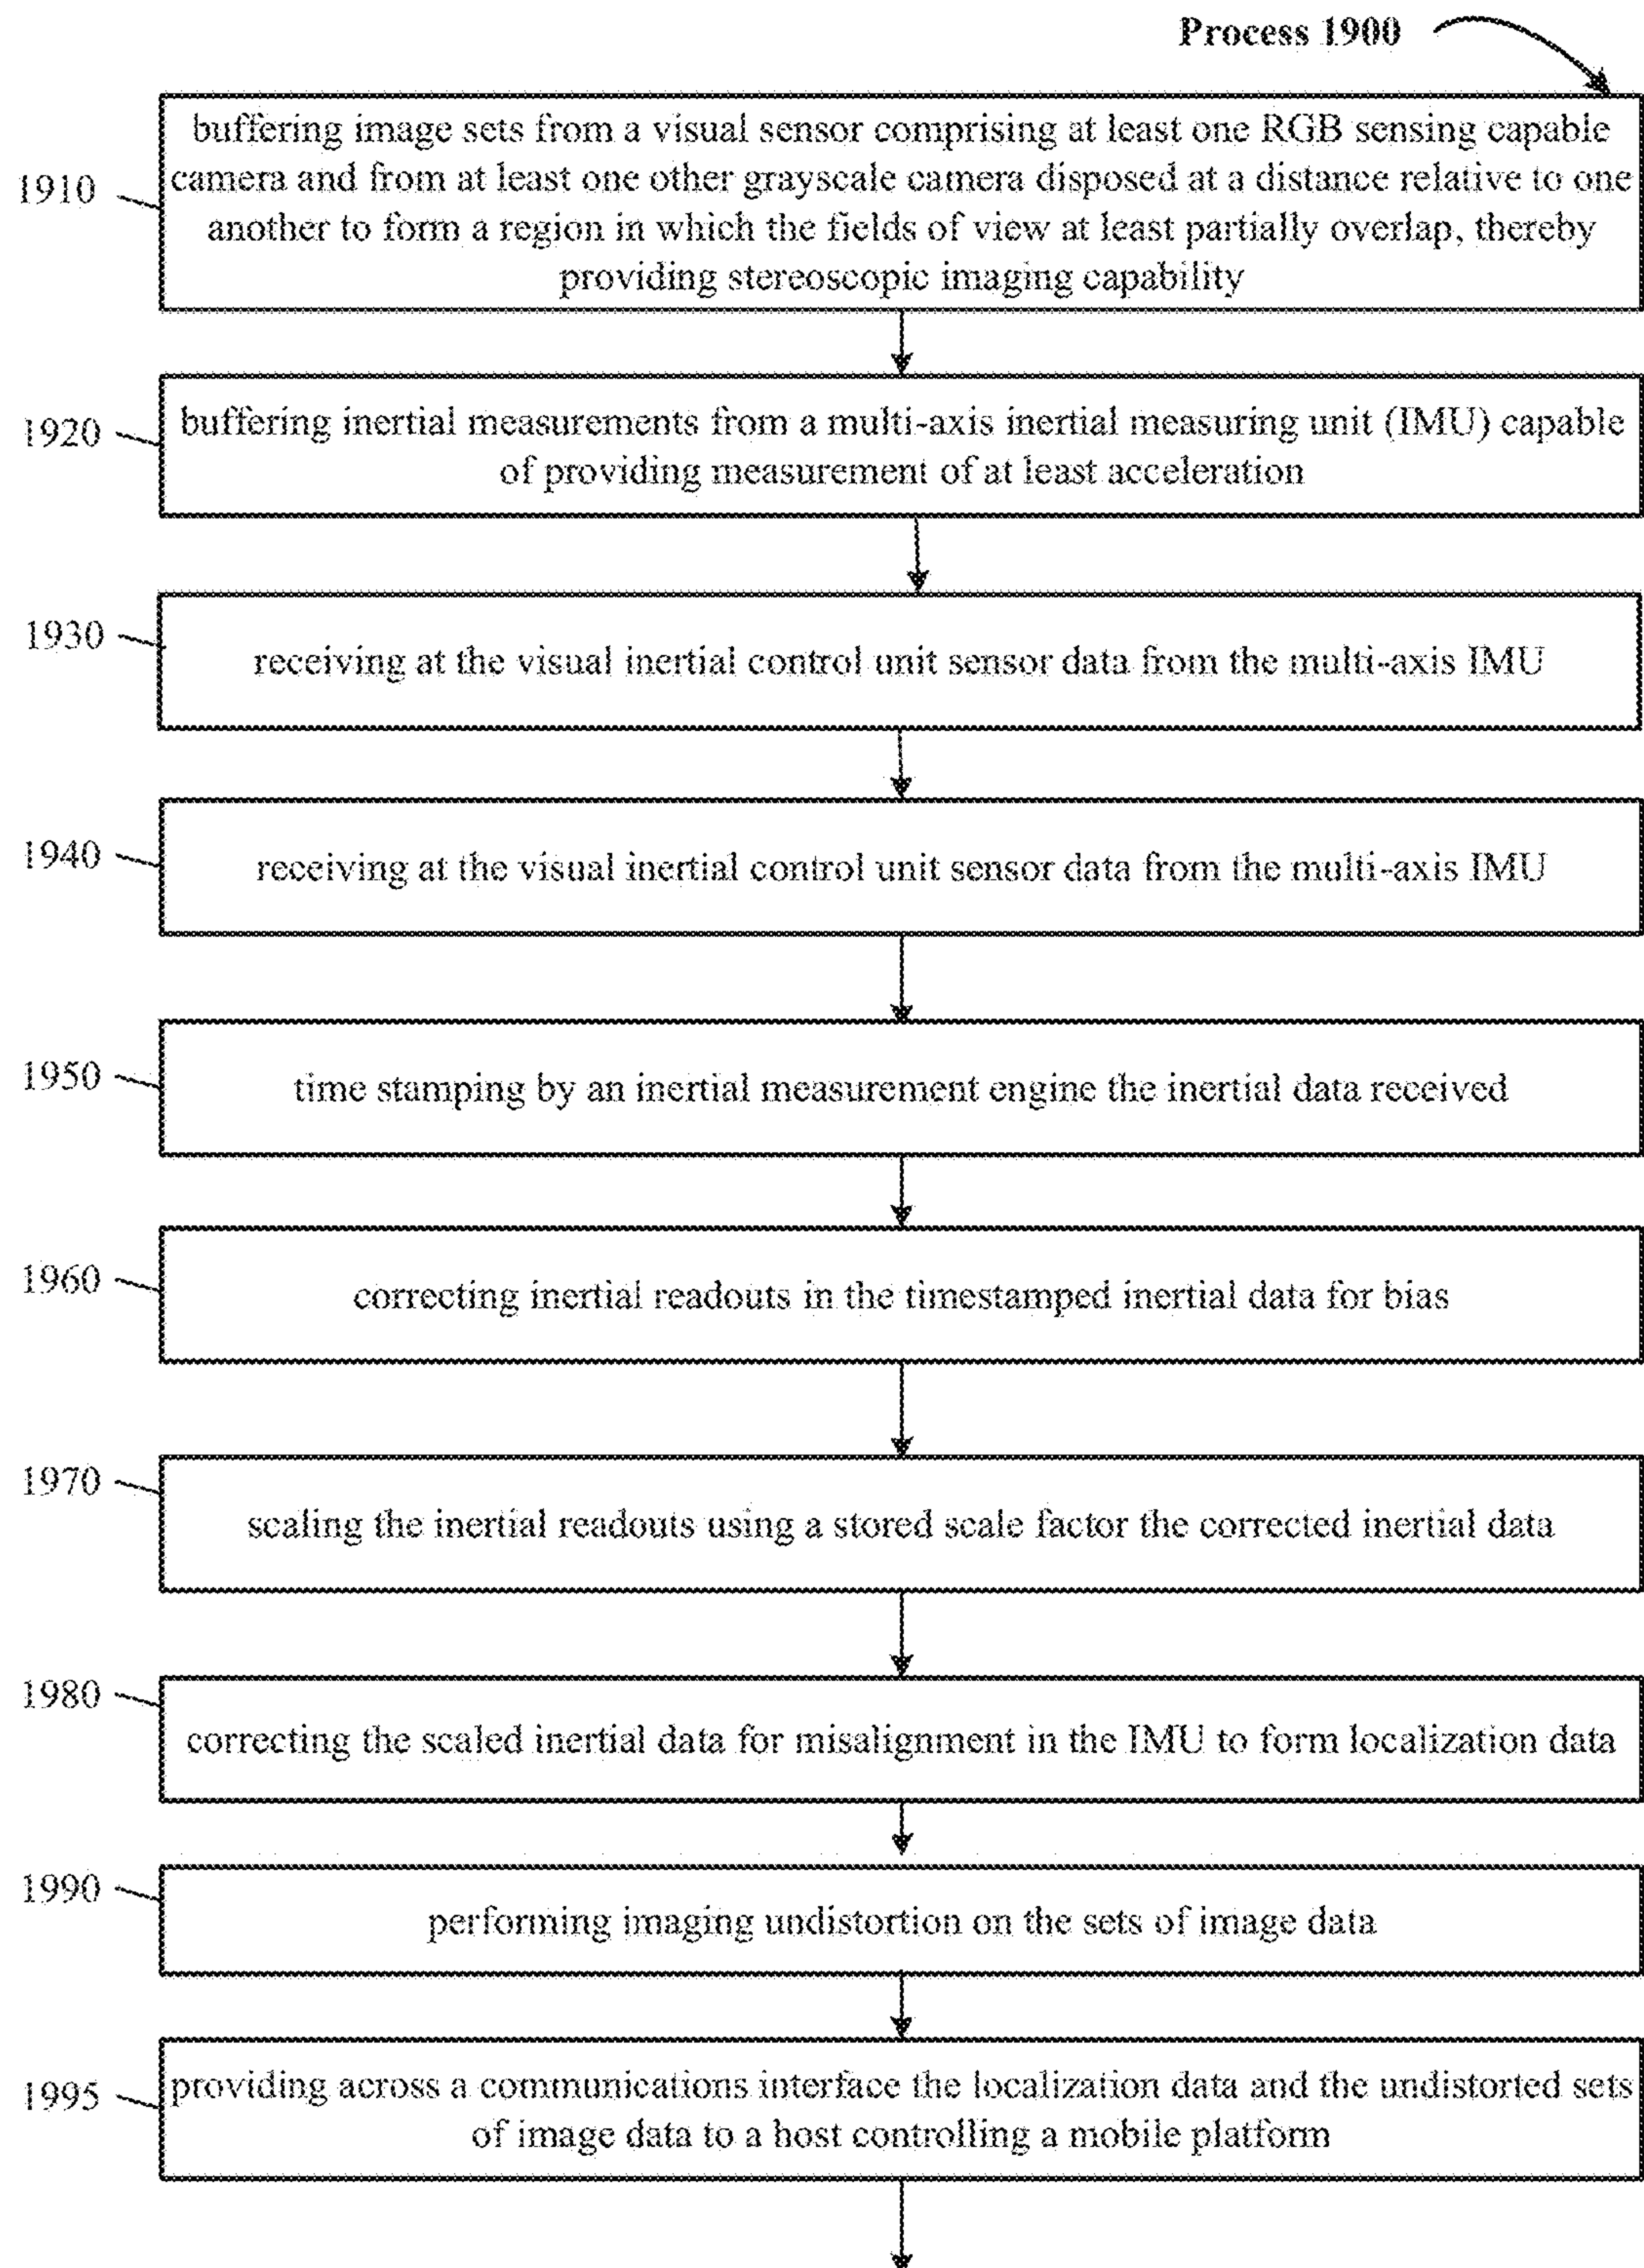 Process 1900
1910
buffering image sets from a visual sensor comprising at least one RGB sensing capable
camera and from at least one other grayscale camera disposed at a distance relative to one
another to form a region in which the fields of view at least partially overlap, thereby
providing stereoscopic imaging capability
1920
buffering inertial measurements from a multi-axis inertial measuring unit (IMU) capable
of providing measurement of at least acceleration
1930
receiving at the visual inertial control unit sensor data from the multi-axis IMU
1940
receiving at the visual inertial control unit sensor data from the multi-axis IMU
1950
time stamping by an inertial measurement engine the inertial data received
1960
correcting inertial readouts in the timestamped inertial data for bias
1970
scaling the inertial readouts using a stored scale factor the corrected inertial data
1980
correcting the scaled inertial data for misalignment in the IMU to form localization data
1990
performing imaging undistortion on the sets of image data
1995
providing across a communications interface the localization data and the undistorted sets
of image data to a host controlling a mobile platform